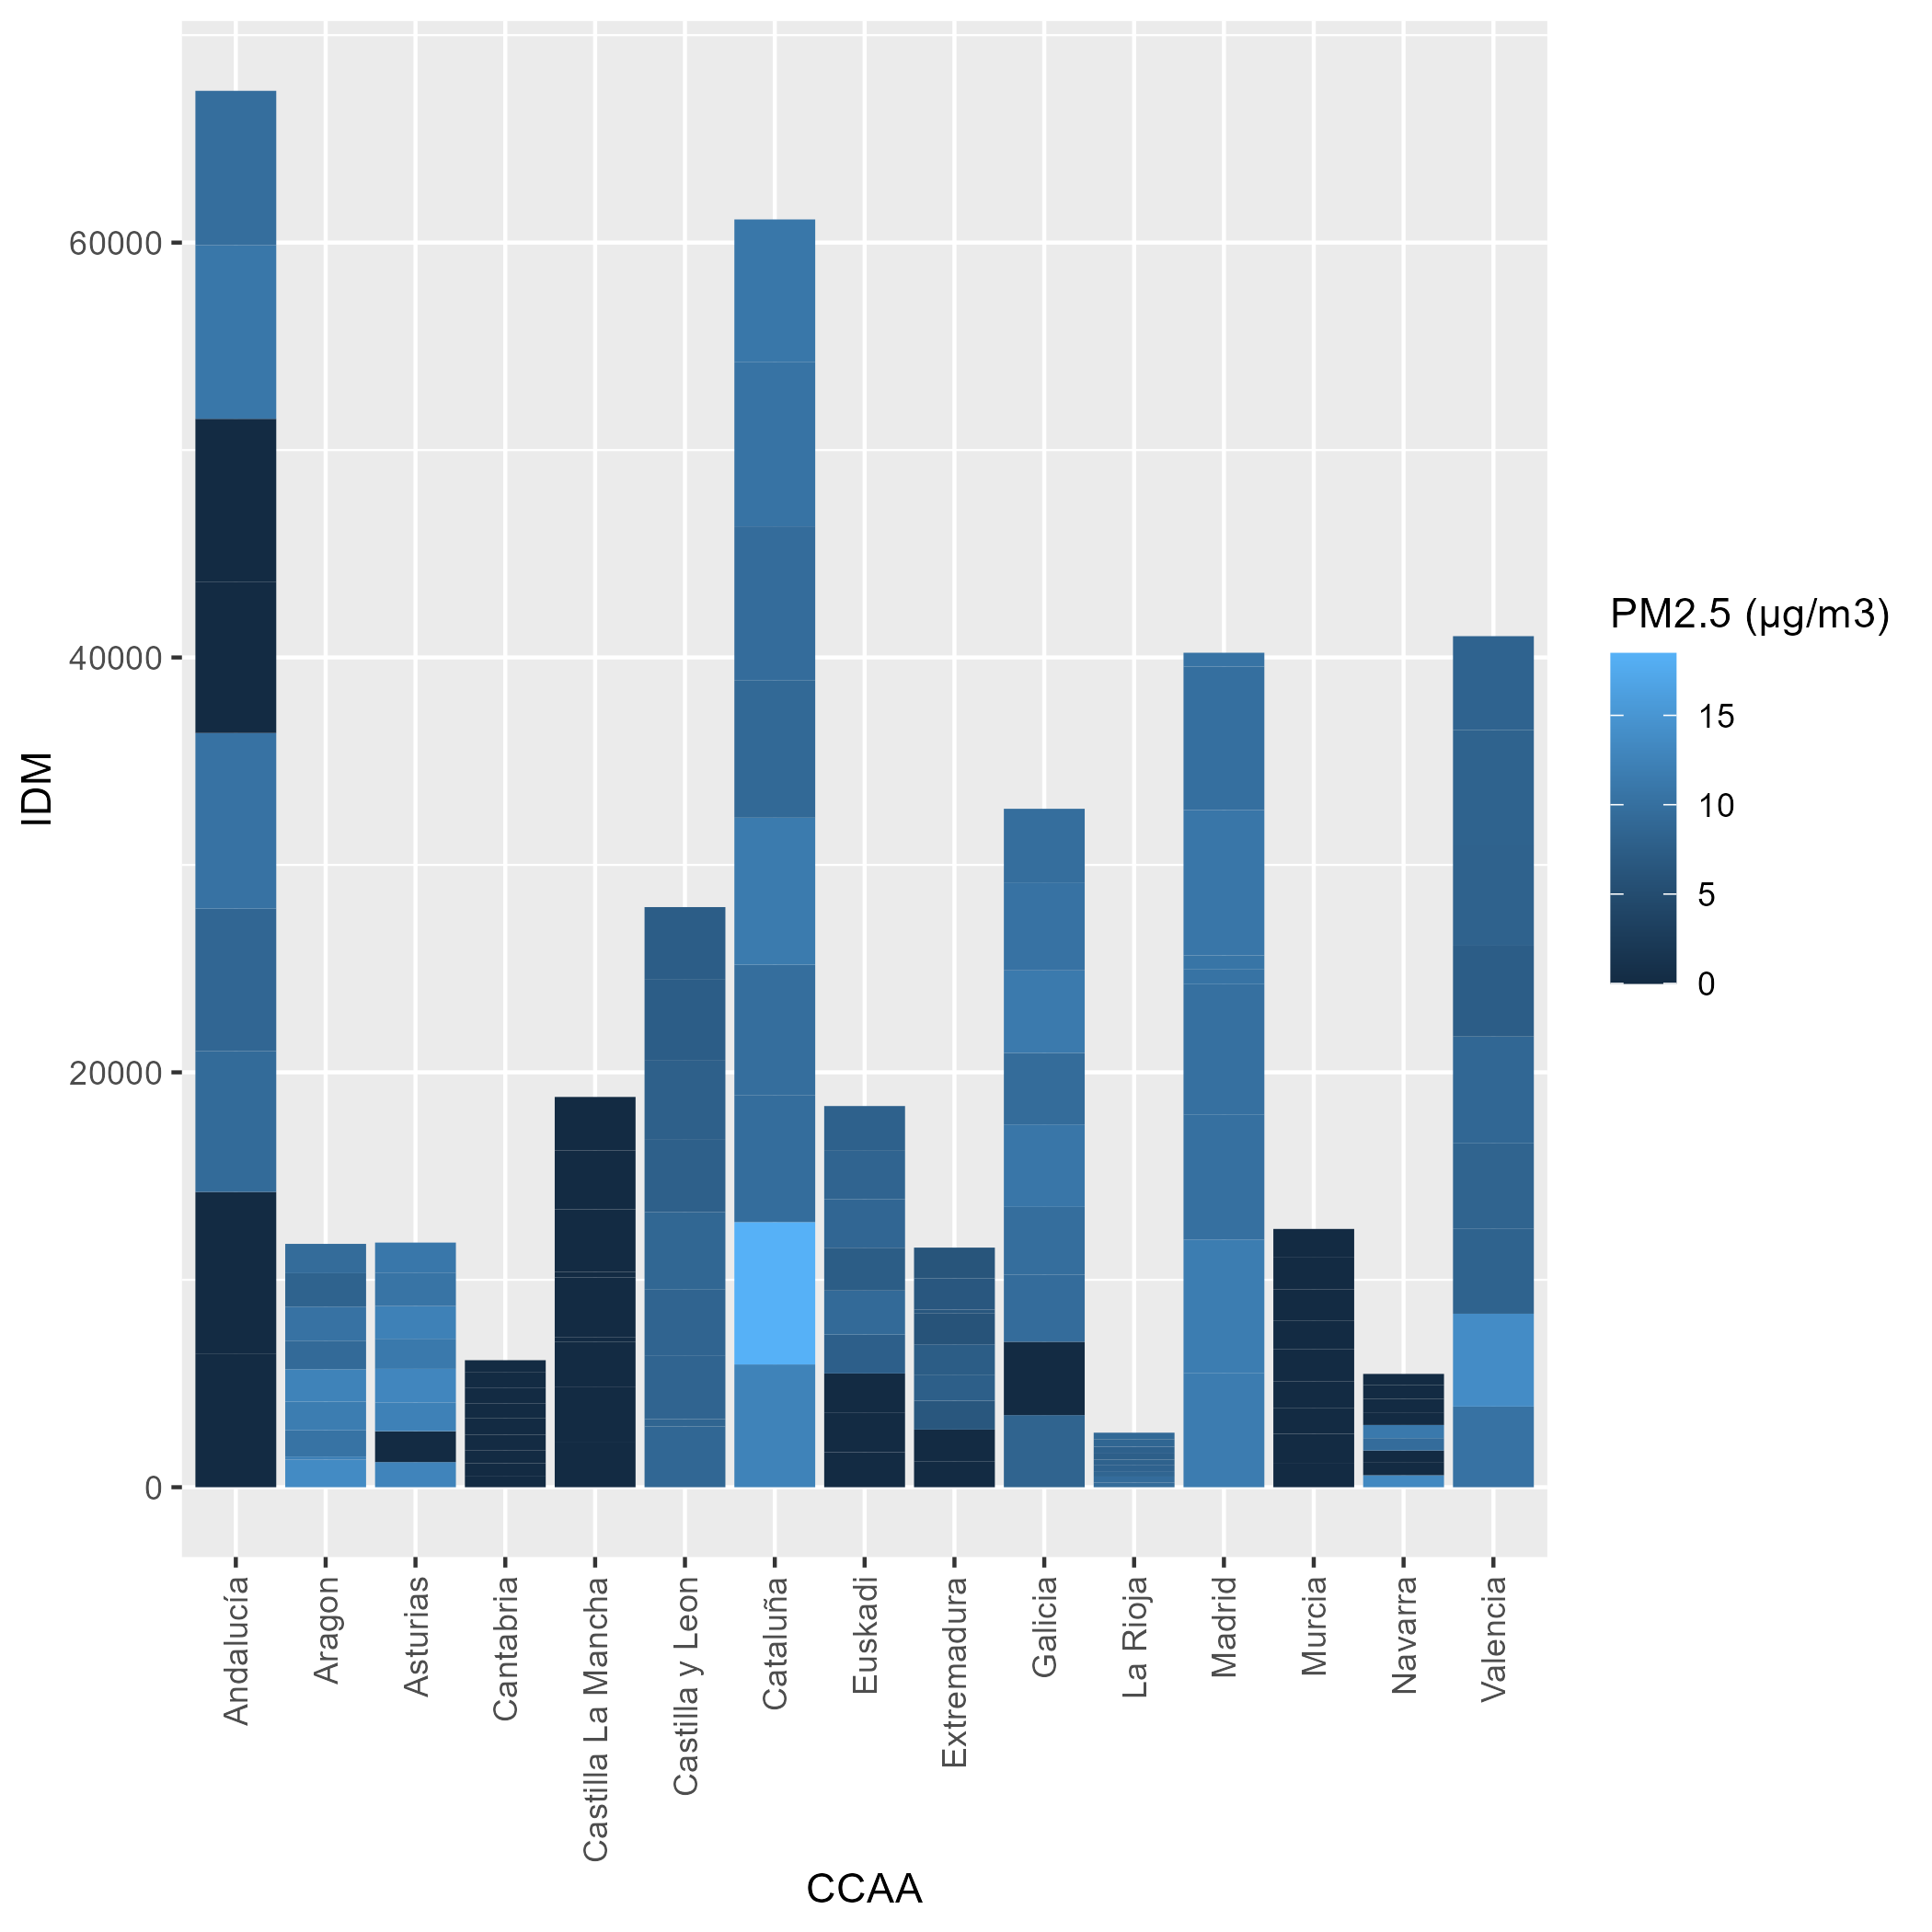 60000
40000
20000
0
IDM
Andalucía
Aragon
Asturias
Cantabria
Castilla La Mancha
Castilla y Leon
Cataluña
Euskadi
Extremadura
Galicia
La Rioja
Madrid
Murcia
Navarra
Valencia
CCAA
PM2.5 (µg/m3)
15
10
5
0